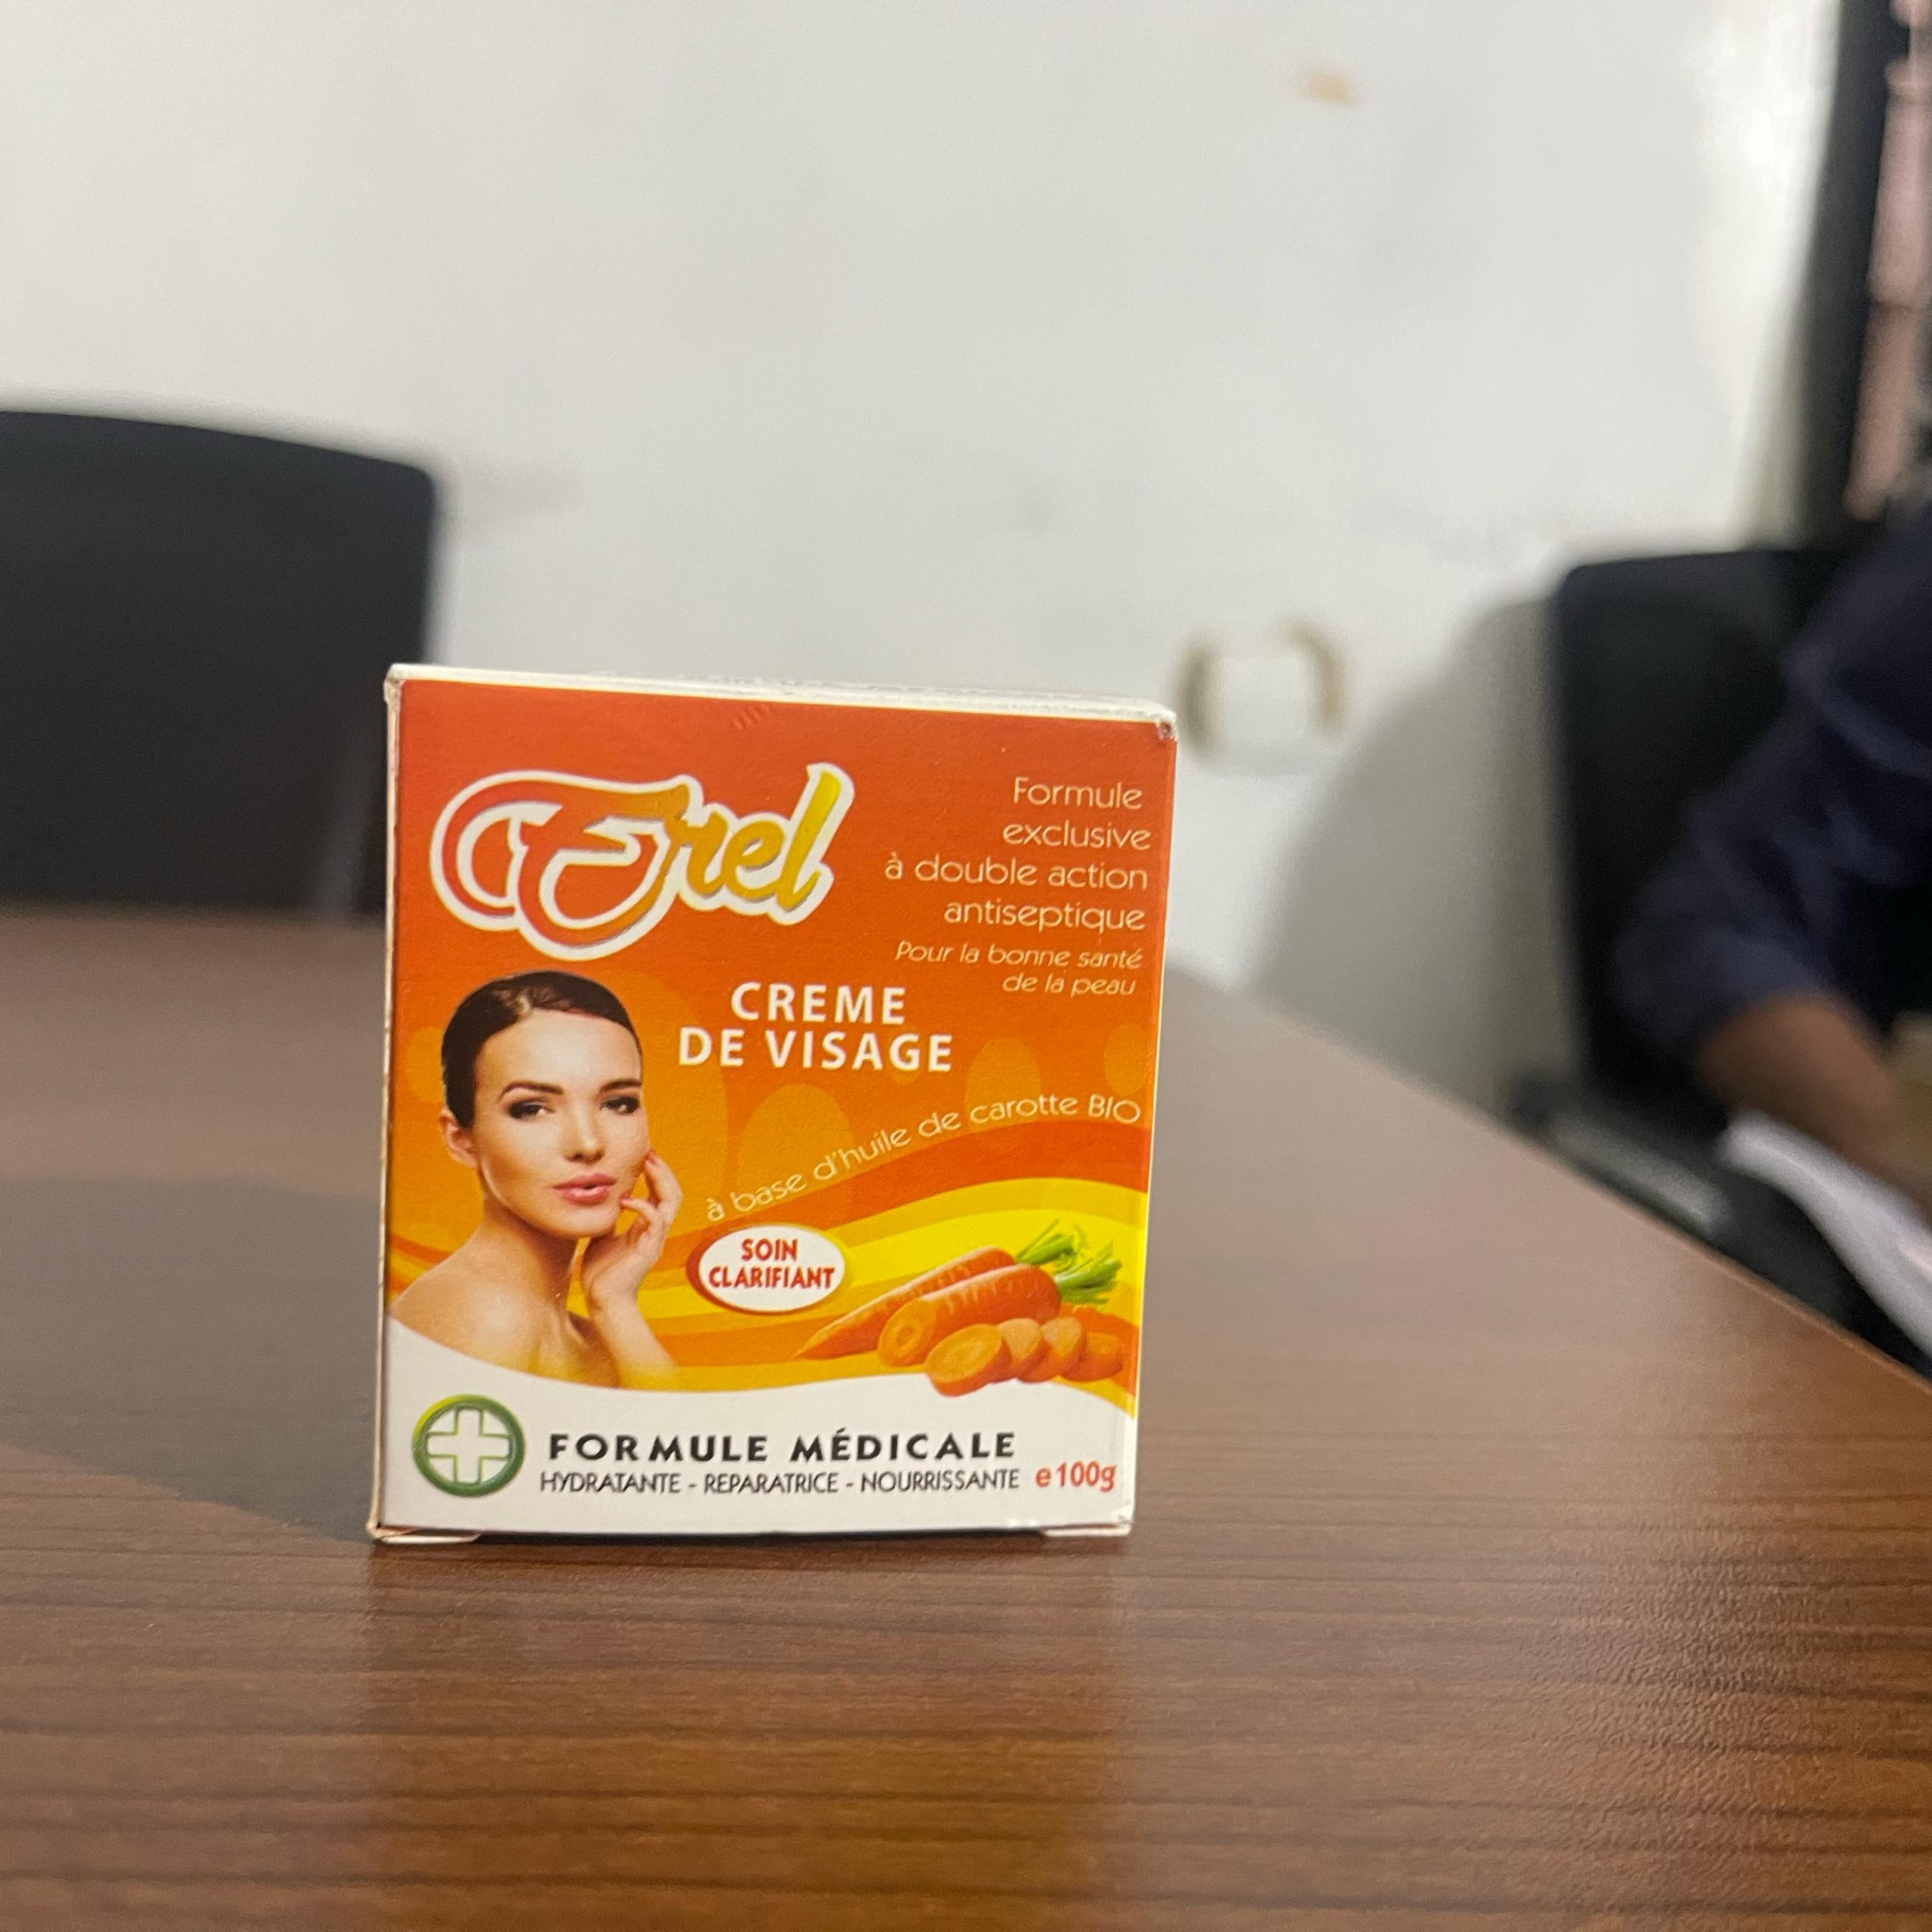 Erel
Formule
exclusive
à double action
antiseptique
Pour la bonne santé
de la peau
CREME
DE VISAGE
à base d'huile de carotte BIO
SOIN
CLARIFIANT
FORMULE MÉDICALE
HYDRATANTE - REPARATRICE - NOURRISSANTE e100g